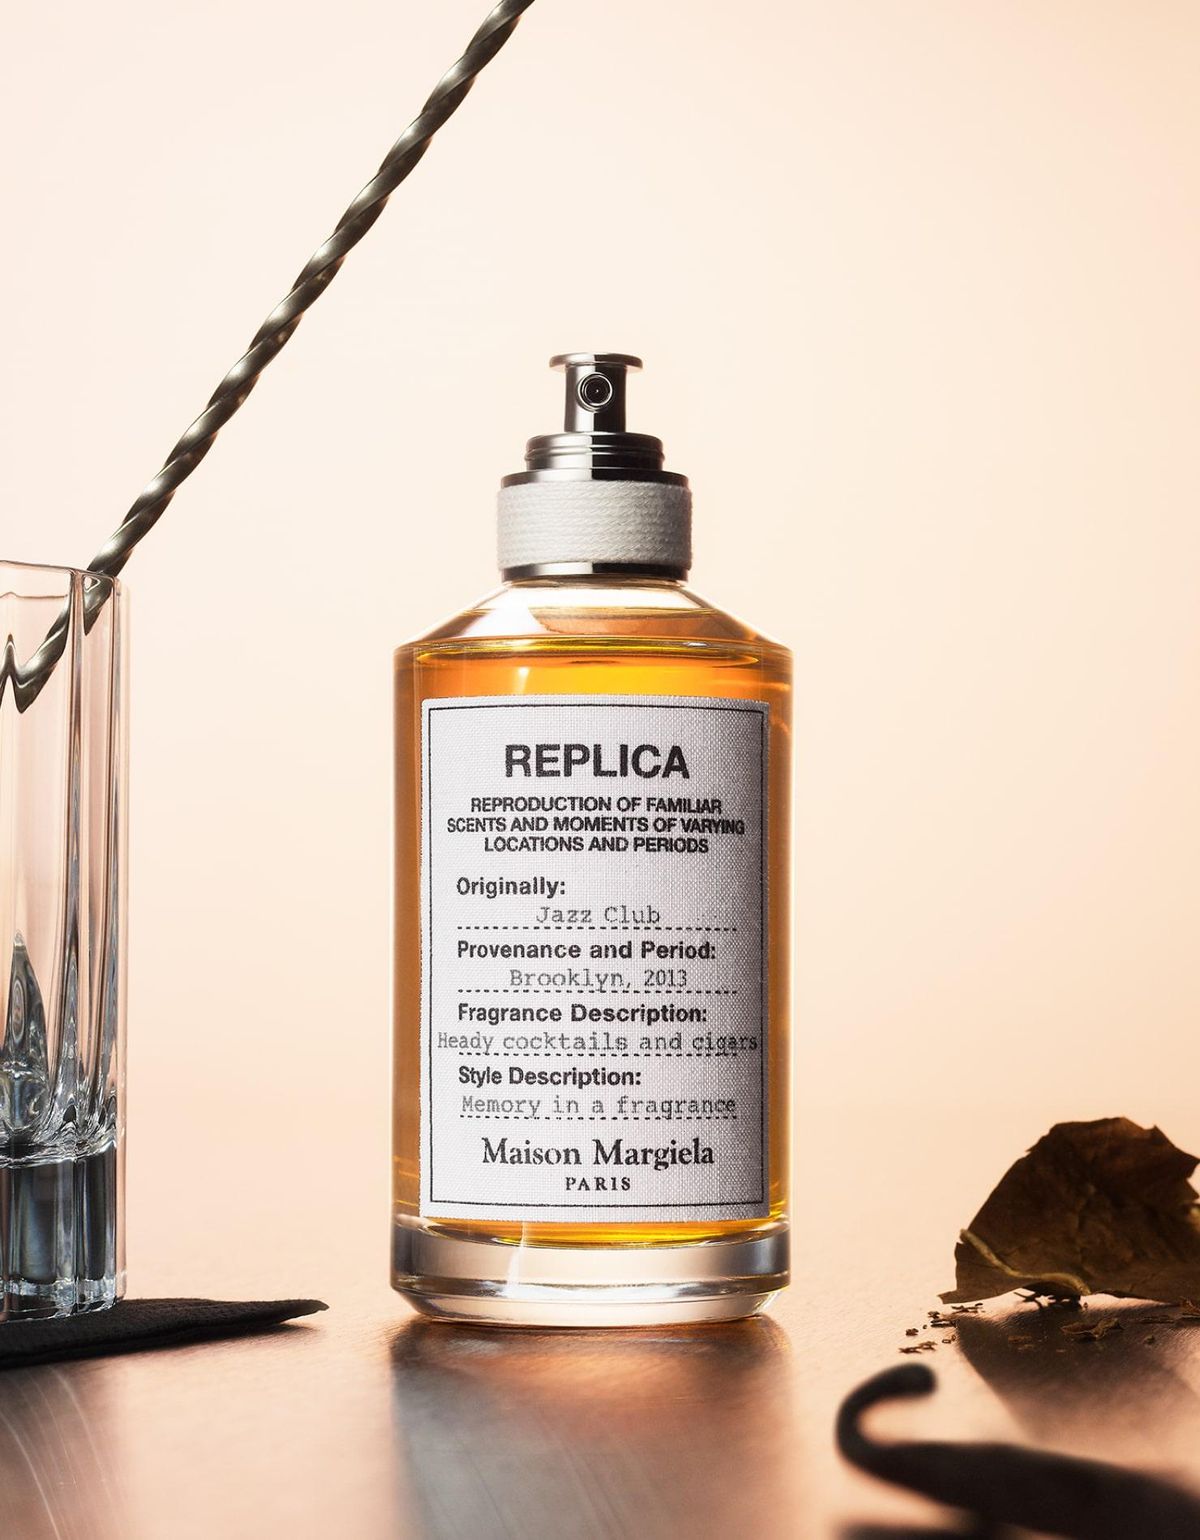 REPLICA
REPRODUCTION OF FAMILIAR
SCENTS AND MOMENTS OF VARYING
LOCATIONS AND PERIODS
Originally:
Jazz Club
Provenance and Period:
Brooklyn, 2013
Fragrance Description:
Heady cocktails and cigars
Style Description:
Memory in a fragrance
Maison Margiela
PARIS